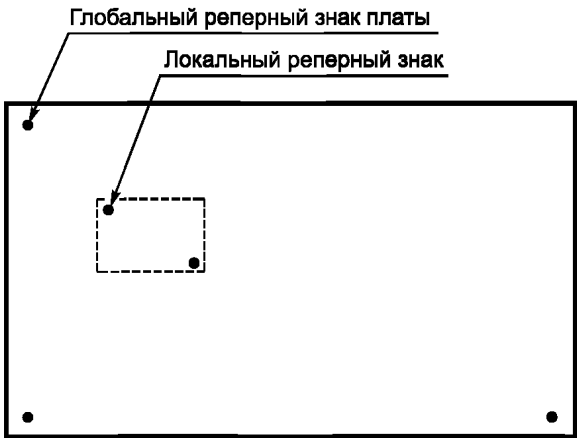 Глобальный реперный знак платы
Локальный реперный знак